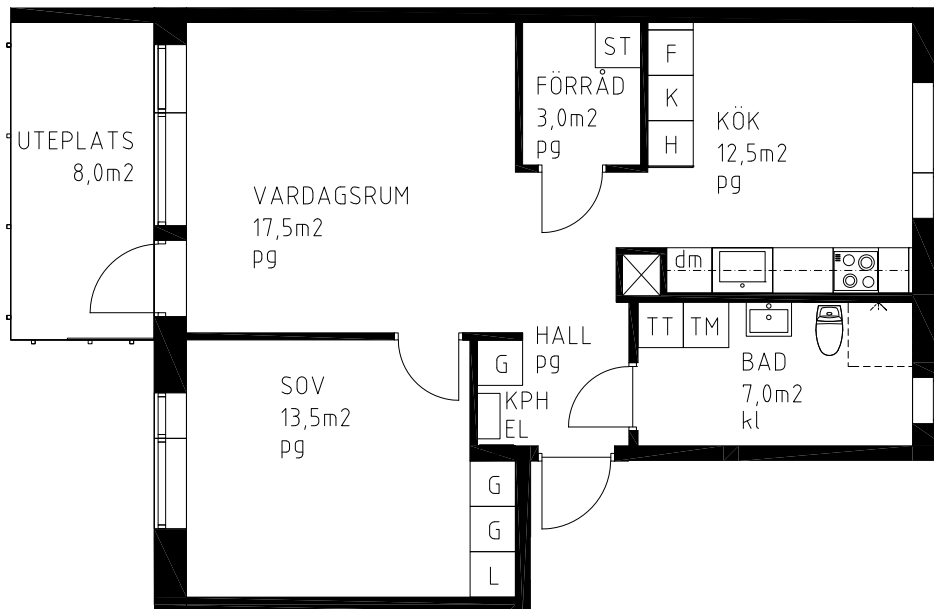 ST
F
FÖRRÅD
3,0m2
pg
K
KÖK
12,5m2
pg
H
UTEPLATS
8,0m2
VARDAGSRUM
17,5m2
pg
dm
HALL
pg
TT
TM
BAD
7,0m2
kl
G
SOV
13,5m2
pg
KPH
EL
G
G
L